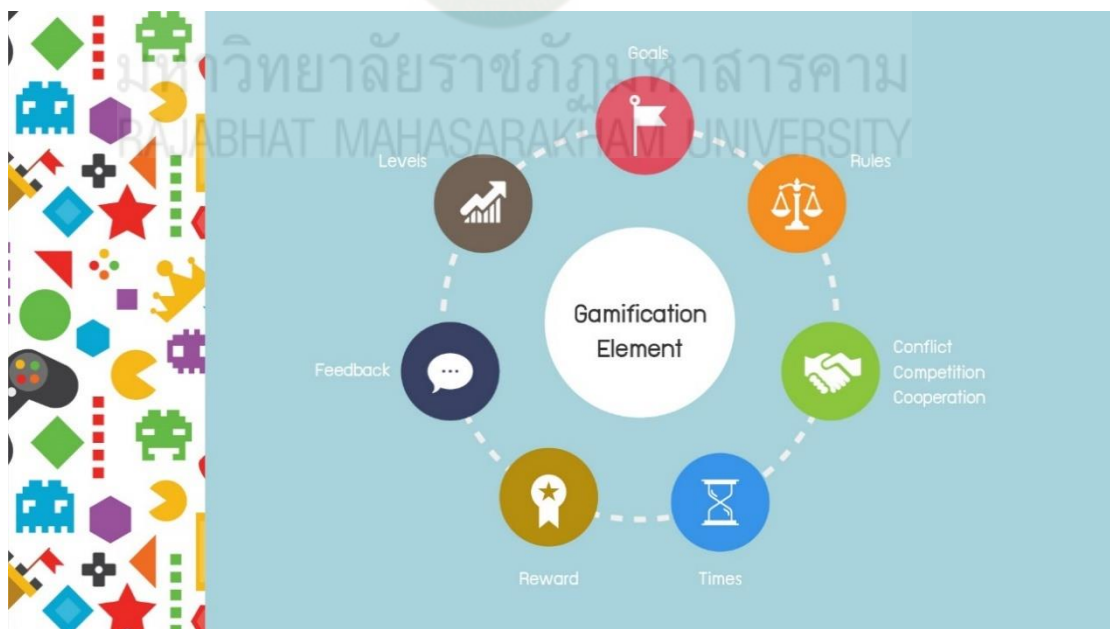 มหาวิทยาลัยราชภัฏมหาสารคาม
RAJABHAT MAHASARAKHAM UNIVERSITY
Goals
Levels
Rules
Gamification
Element
Conflict
Competition
Cooperation
Feedback
Reward
Times